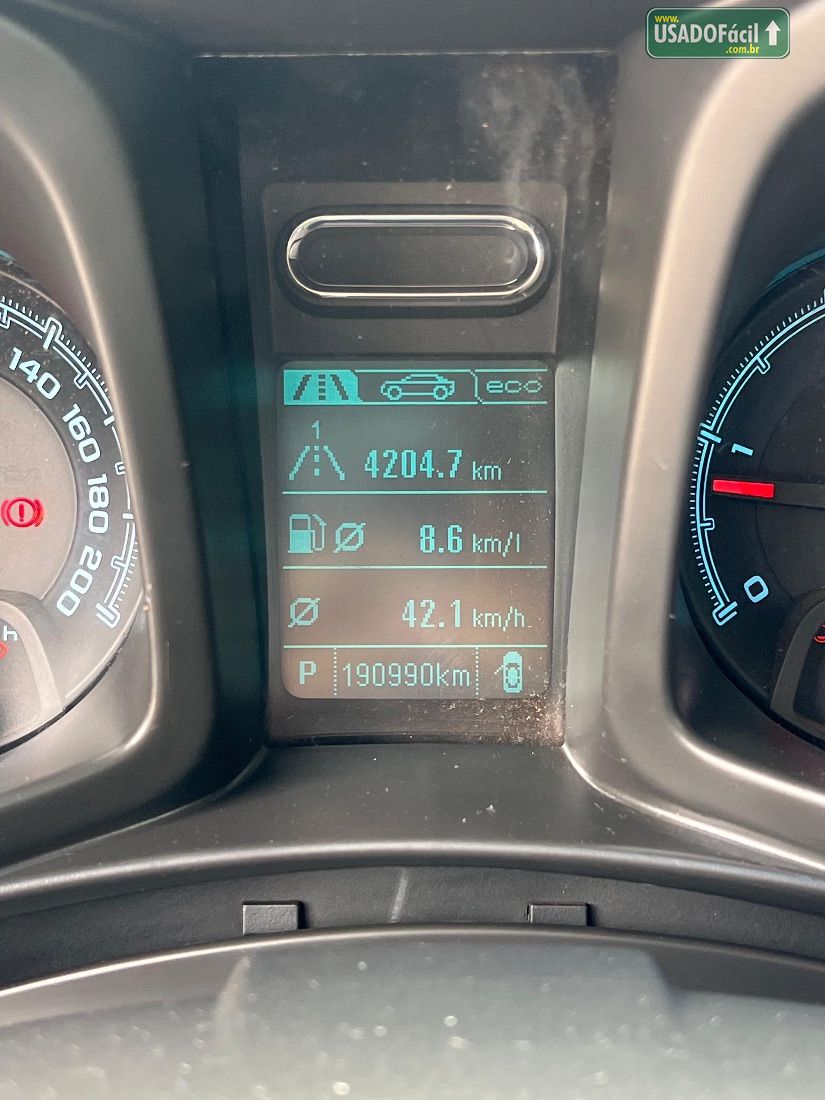 www.
USADOFácil
.com.br
eco
1
4204.7 km
8.6 km/l
42.1 km/h
P 190990km
140
160
180
200
h
1
0